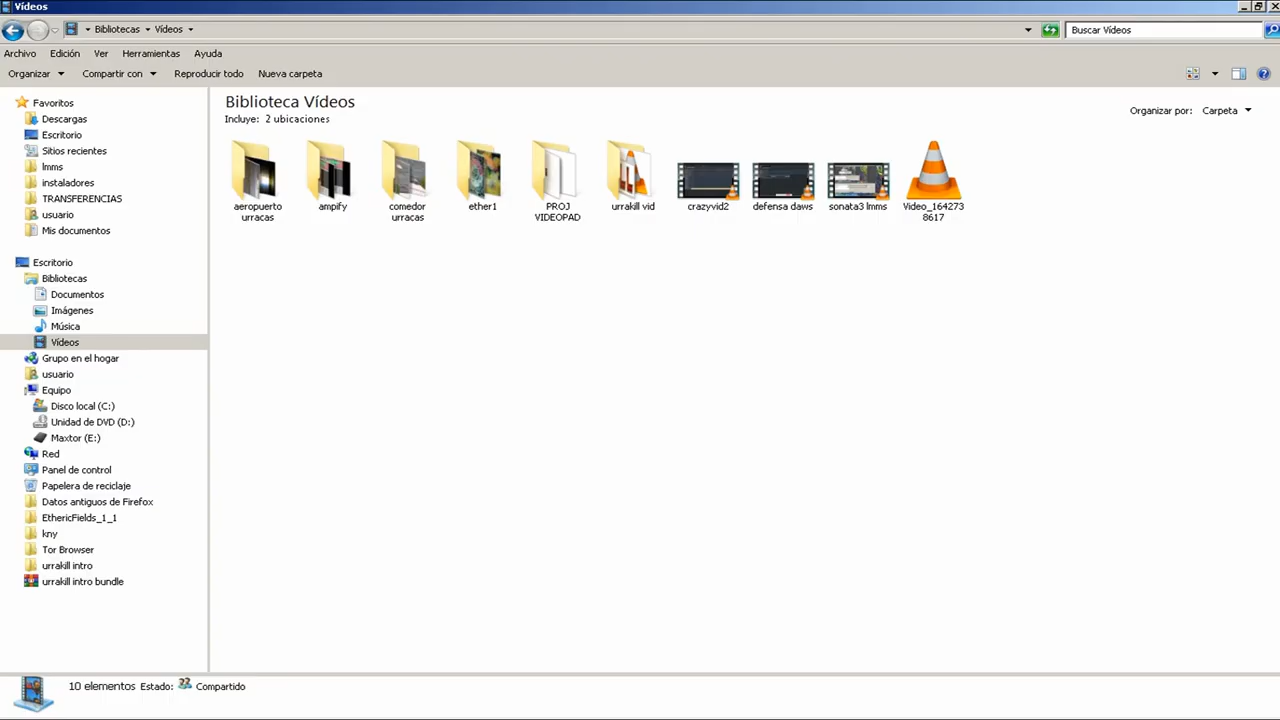 Vídeos
Bibliotecas Vídeos
Buscar Vídeos
Archivo Edición Ver Herramientas Ayuda
Organizar Compartir con Reproducir todo Nueva carpeta
Favoritos
Descargas
Escritorio
Sitios recientes
lmms
instaladores
TRANSFERENCIAS
usuario
Mis documentos
Escritorio
Bibliotecas
Documentos
Imágenes
Música
Vídeos
Grupo en el hogar
usuario
Equipo
Disco local (C:)
Unidad de DVD (D:)
Maxtor (E:)
Red
Panel de control
Papelera de reciclaje
Datos antiguos de Firefox
EthericFields_1_1
kny
Tor Browser
urrakill intro
urrakill intro bundle
Biblioteca Vídeos
Incluye: 2 ubicaciones
Organizar por: Carpeta
aeropuerto
urracas
ampify
comedor
urracas
ether1
PROJ
VIDEOPAD
urrakill vid
crazyvid2
defensa daws
sonata3 lmms
Video_164273
8617
10 elementos Estado: Compartido